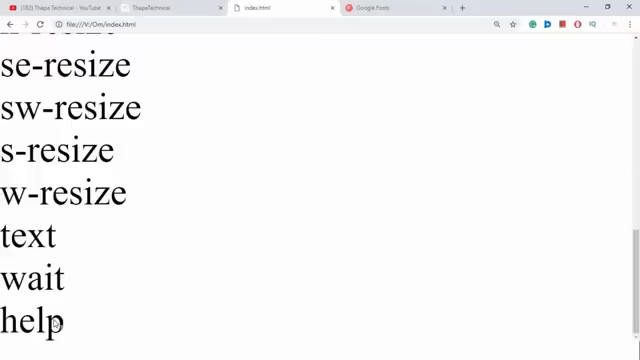 (182) Thapa Technical - YouTube
ThapaTechnical
index.html
Google Fonts
file:///V:/Om/index.html
se-resize
sw-resize
s-resize
w-resize
text
wait
help